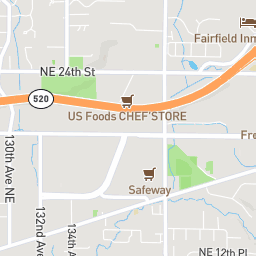 Fairfield Inn
NE 24th St
520
US Foods CHEF'STORE
Fre
130th Ave NE
Safeway
132nd Ave
134th A
NE 12th Pl